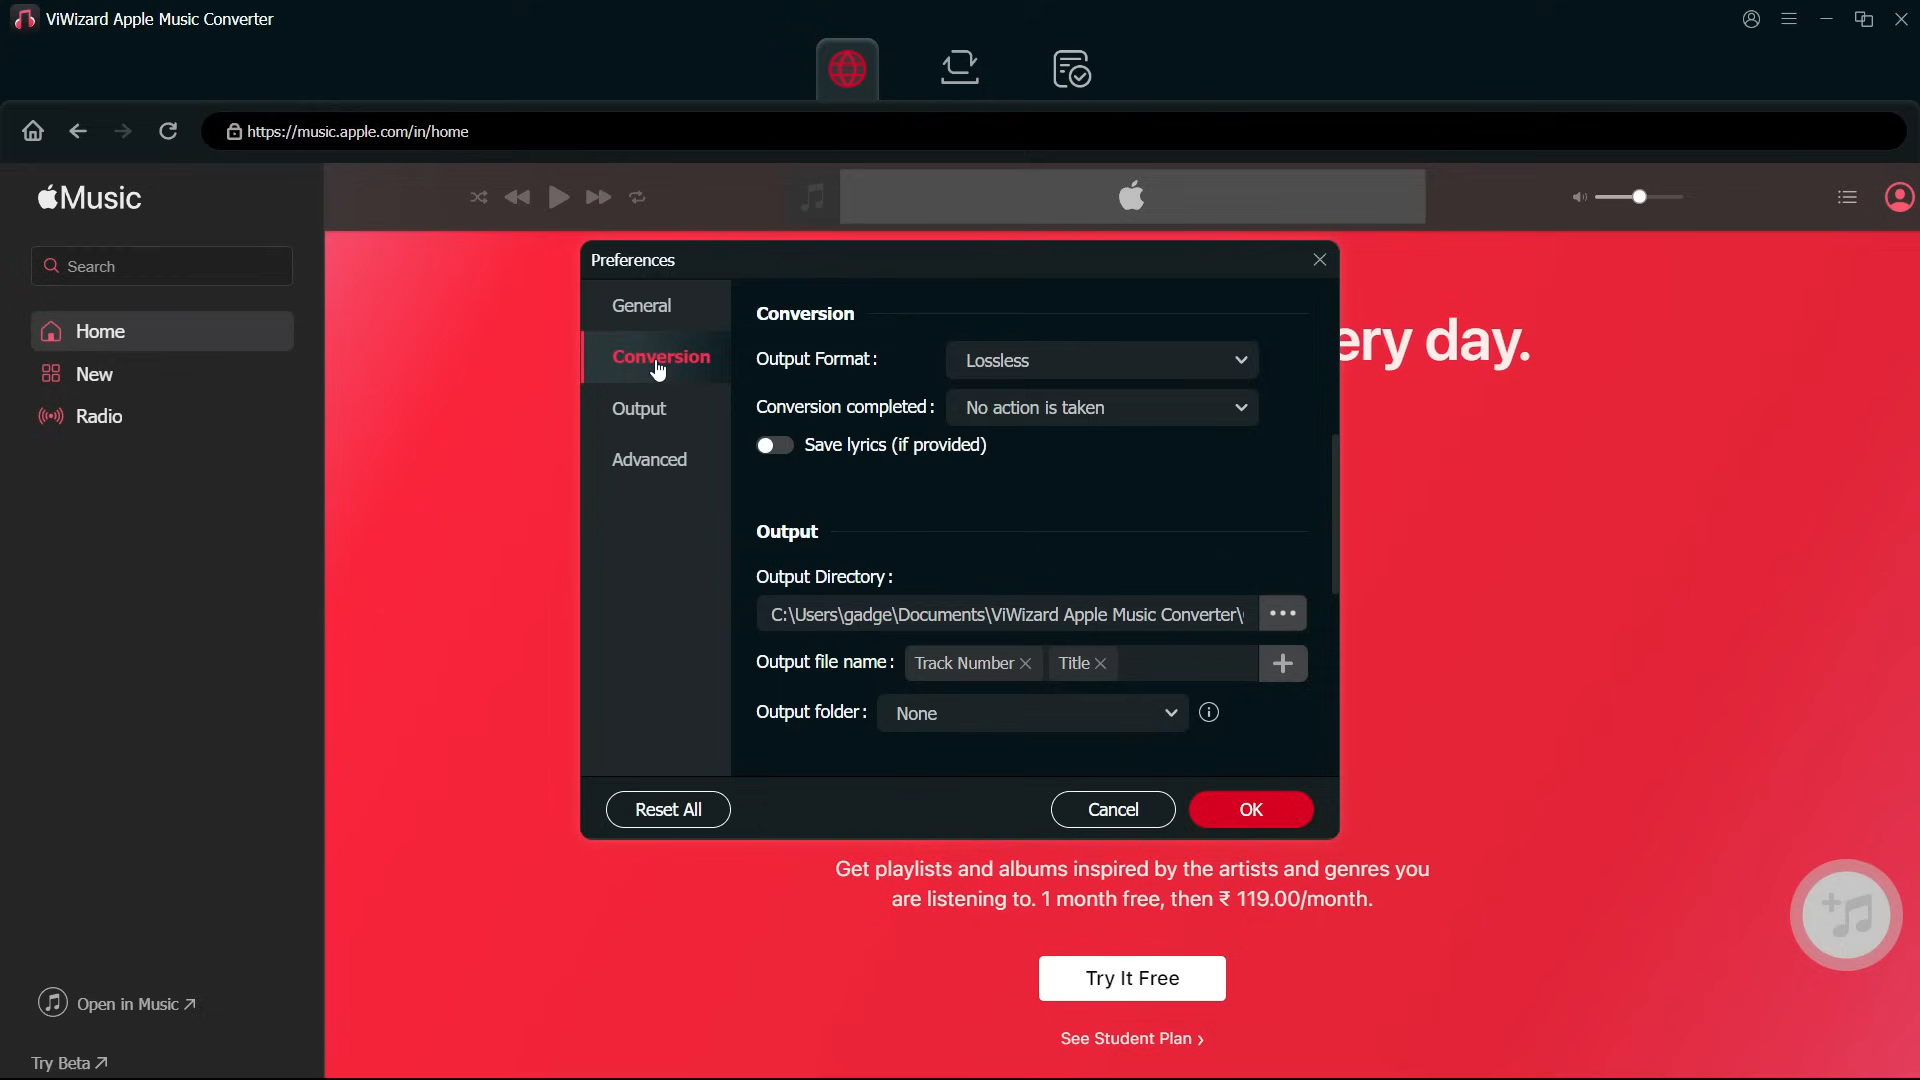 ViWizard Apple Music Converter
https://music.apple.com/in/home
Music
Search
Home
New
Radio
Open in Music
Try Beta
Preferences
General
Conversion
Output
Advanced
Conversion
Output Format:
Lossless
Conversion completed:
No action is taken
Save lyrics (if provided)
Output
Output Directory:
C:\Users\gadge\Documents\ViWizard Apple Music Converter\
Output file name: Track Number Title
Output folder: None
Reset All
Cancel
OK
ery day.
Get playlists and albums inspired by the artists and genres you
are listening to. 1 month free, then ₹ 119.00/month.
Try It Free
See Student Plan